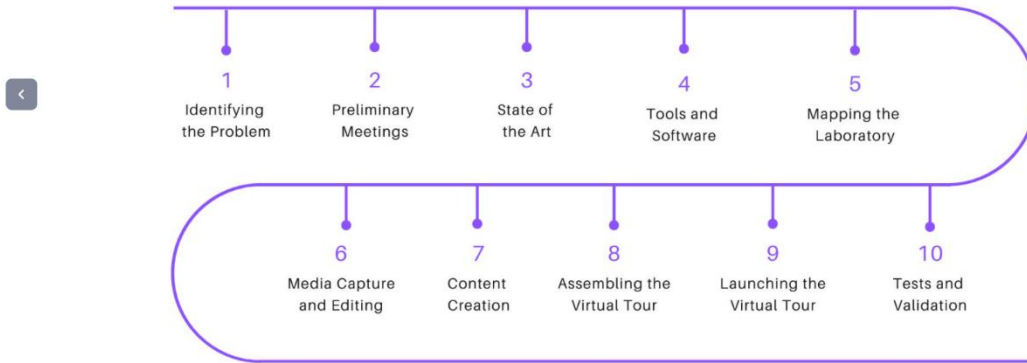 1
Identifying
the Problem
2
Preliminary
Meetings
3
State of
the Art
4
Tools and
Software
5
Mapping the
Laboratory
6
Media Capture
and Editing
7
Content
Creation
8
Assembling the
Virtual Tour
9
Launching the
Virtual Tour
10
Tests and
Validation